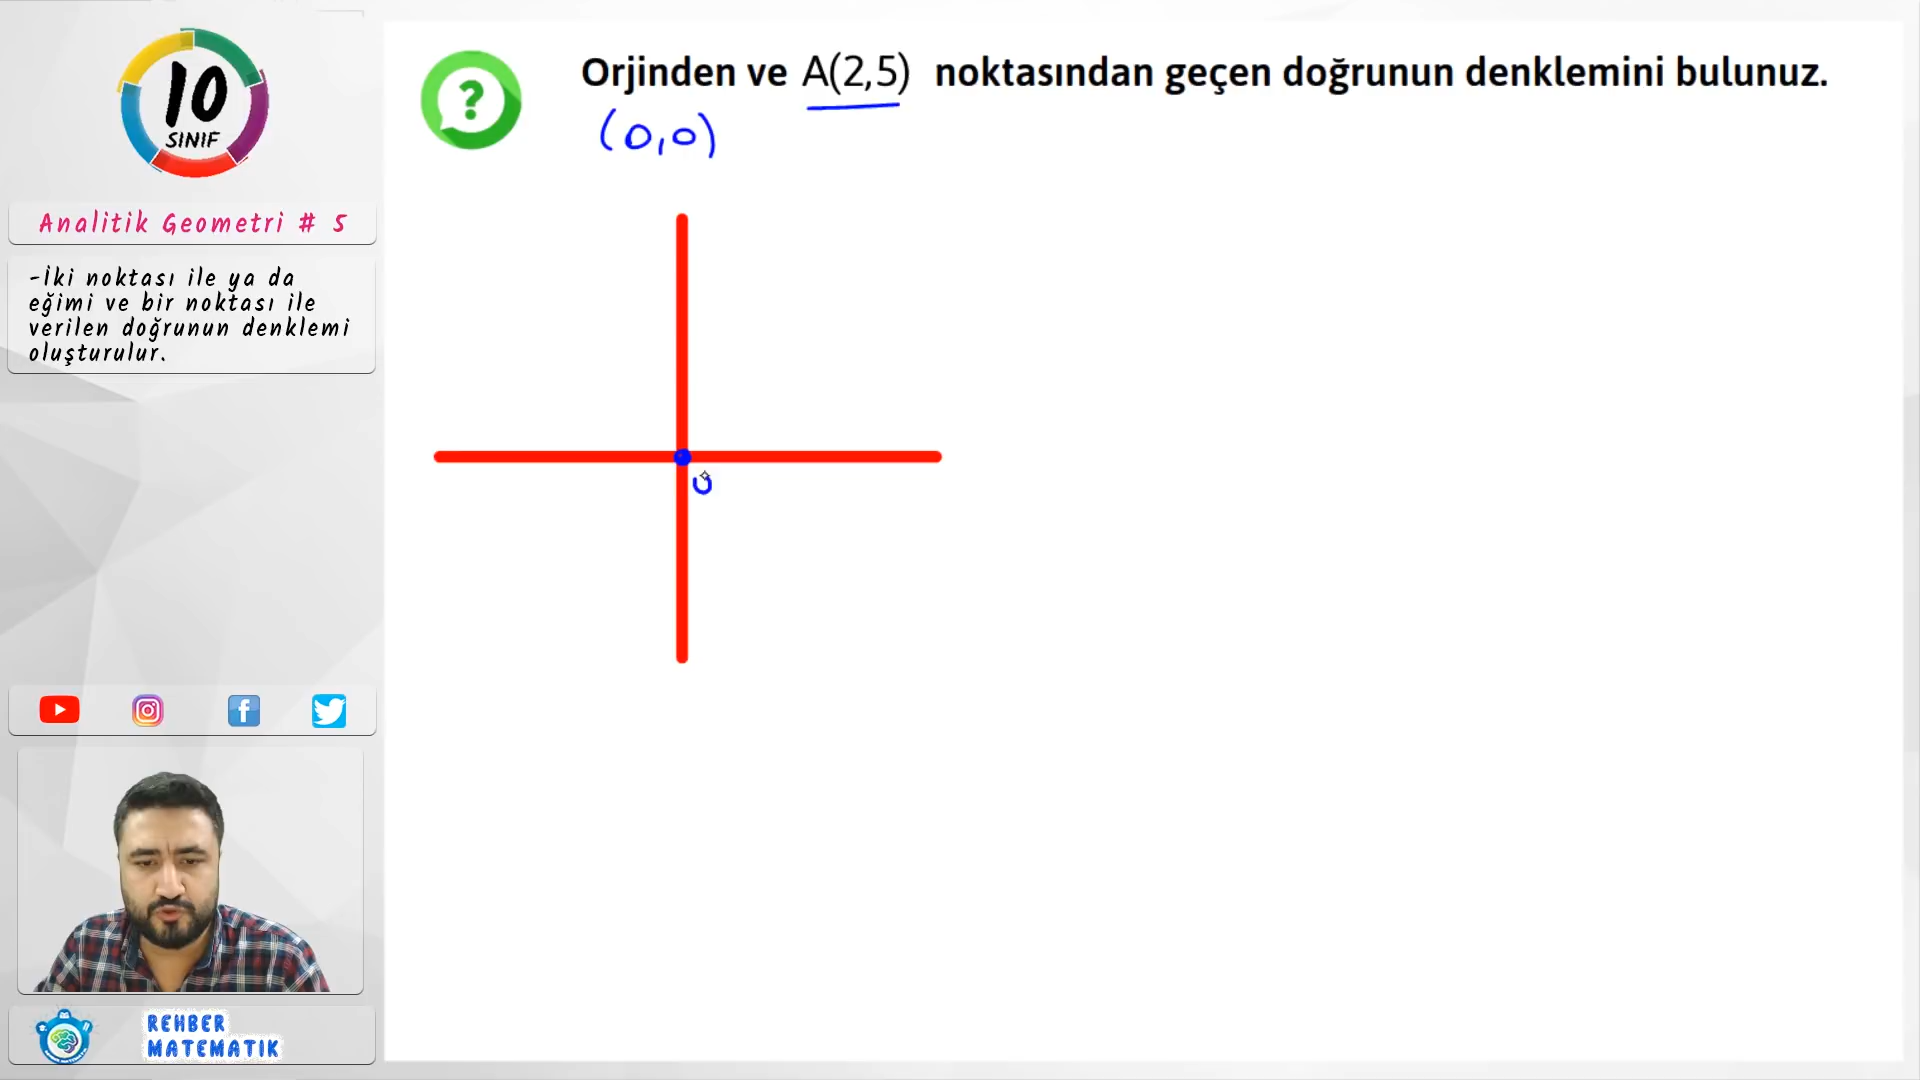 10
SINIF
Analitik Geometri # 5
-İki noktası ile ya da
eğimi ve bir noktası ile
verilen doğrunun denklemi
oluşturulur.
REHBER
MATEMATIK
Orjinden ve A(2,5) noktasından geçen doğrunun denklemini bulunuz.
(0,0)
0